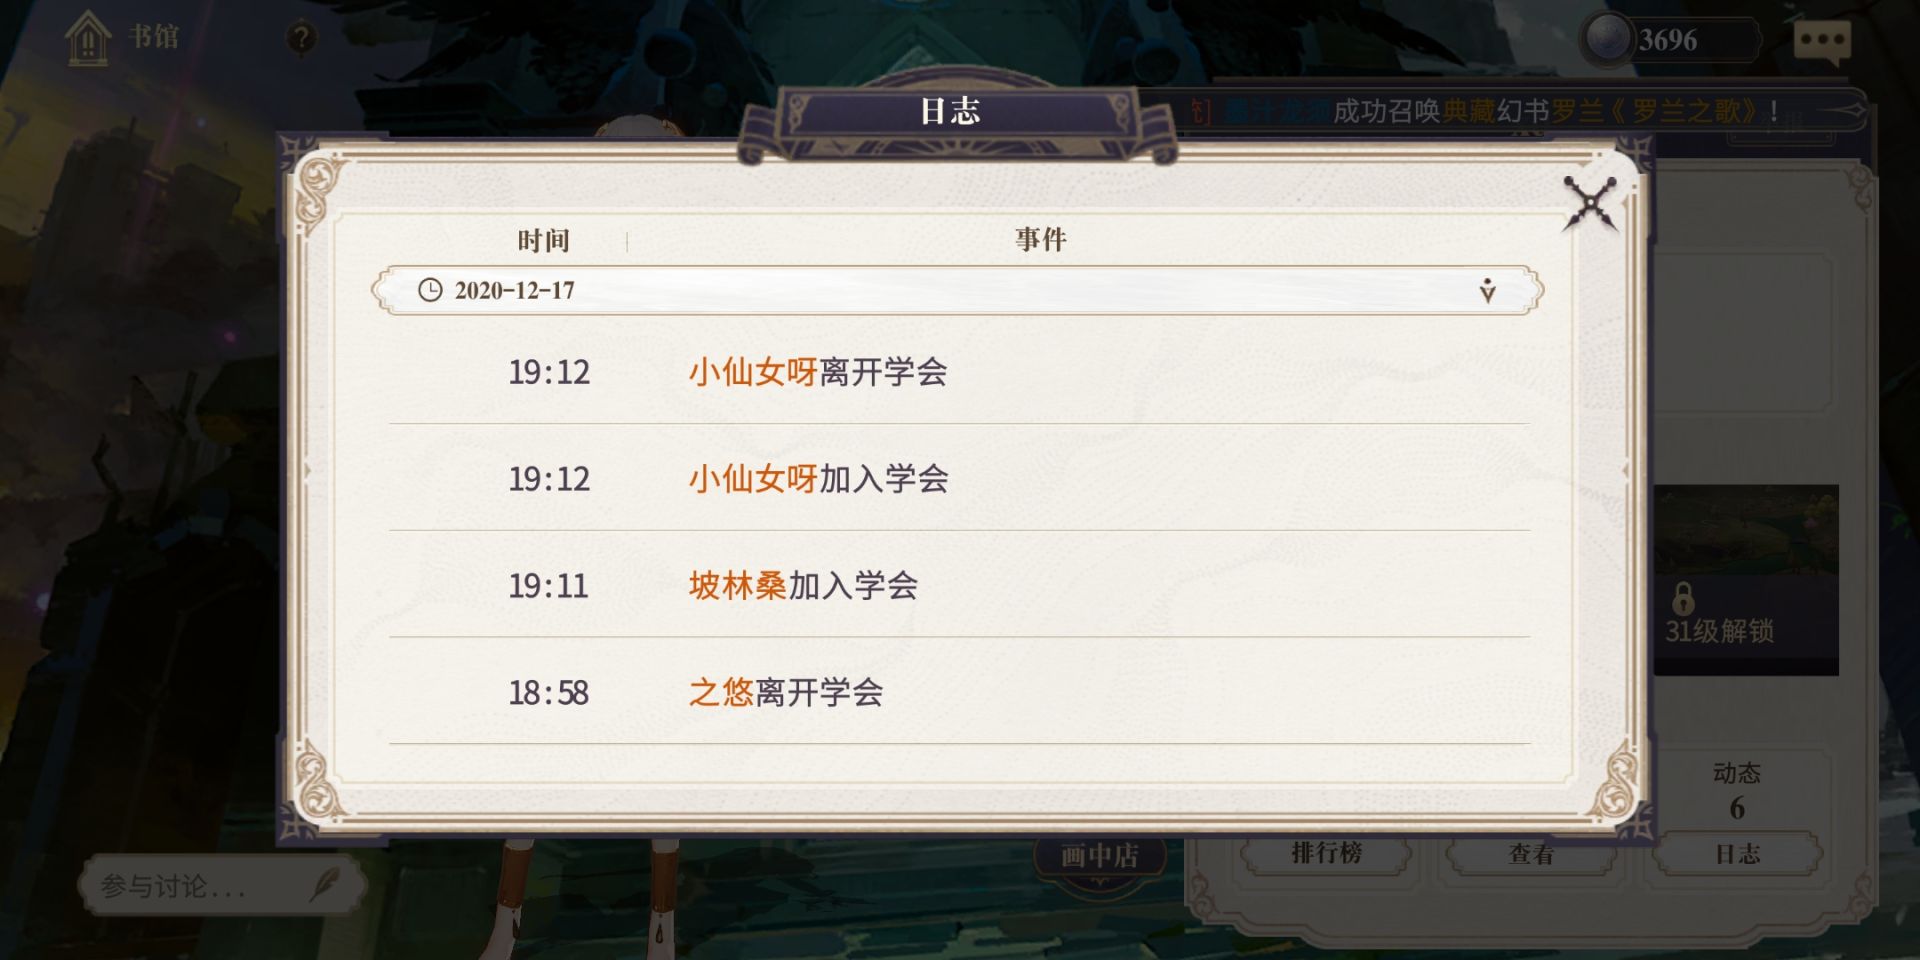 书馆
?
3696
日志
成功召唤典藏幻书罗兰《罗兰之歌》！
时间
事件
2020-12-17
19:12 小仙女呀离开学会
19:12 小仙女呀加入学会
19:11 坡林桑加入学会
18:58 之悠离开学会
31级解锁
动态
6
画中店
排行榜
查看
日志
参与讨论...